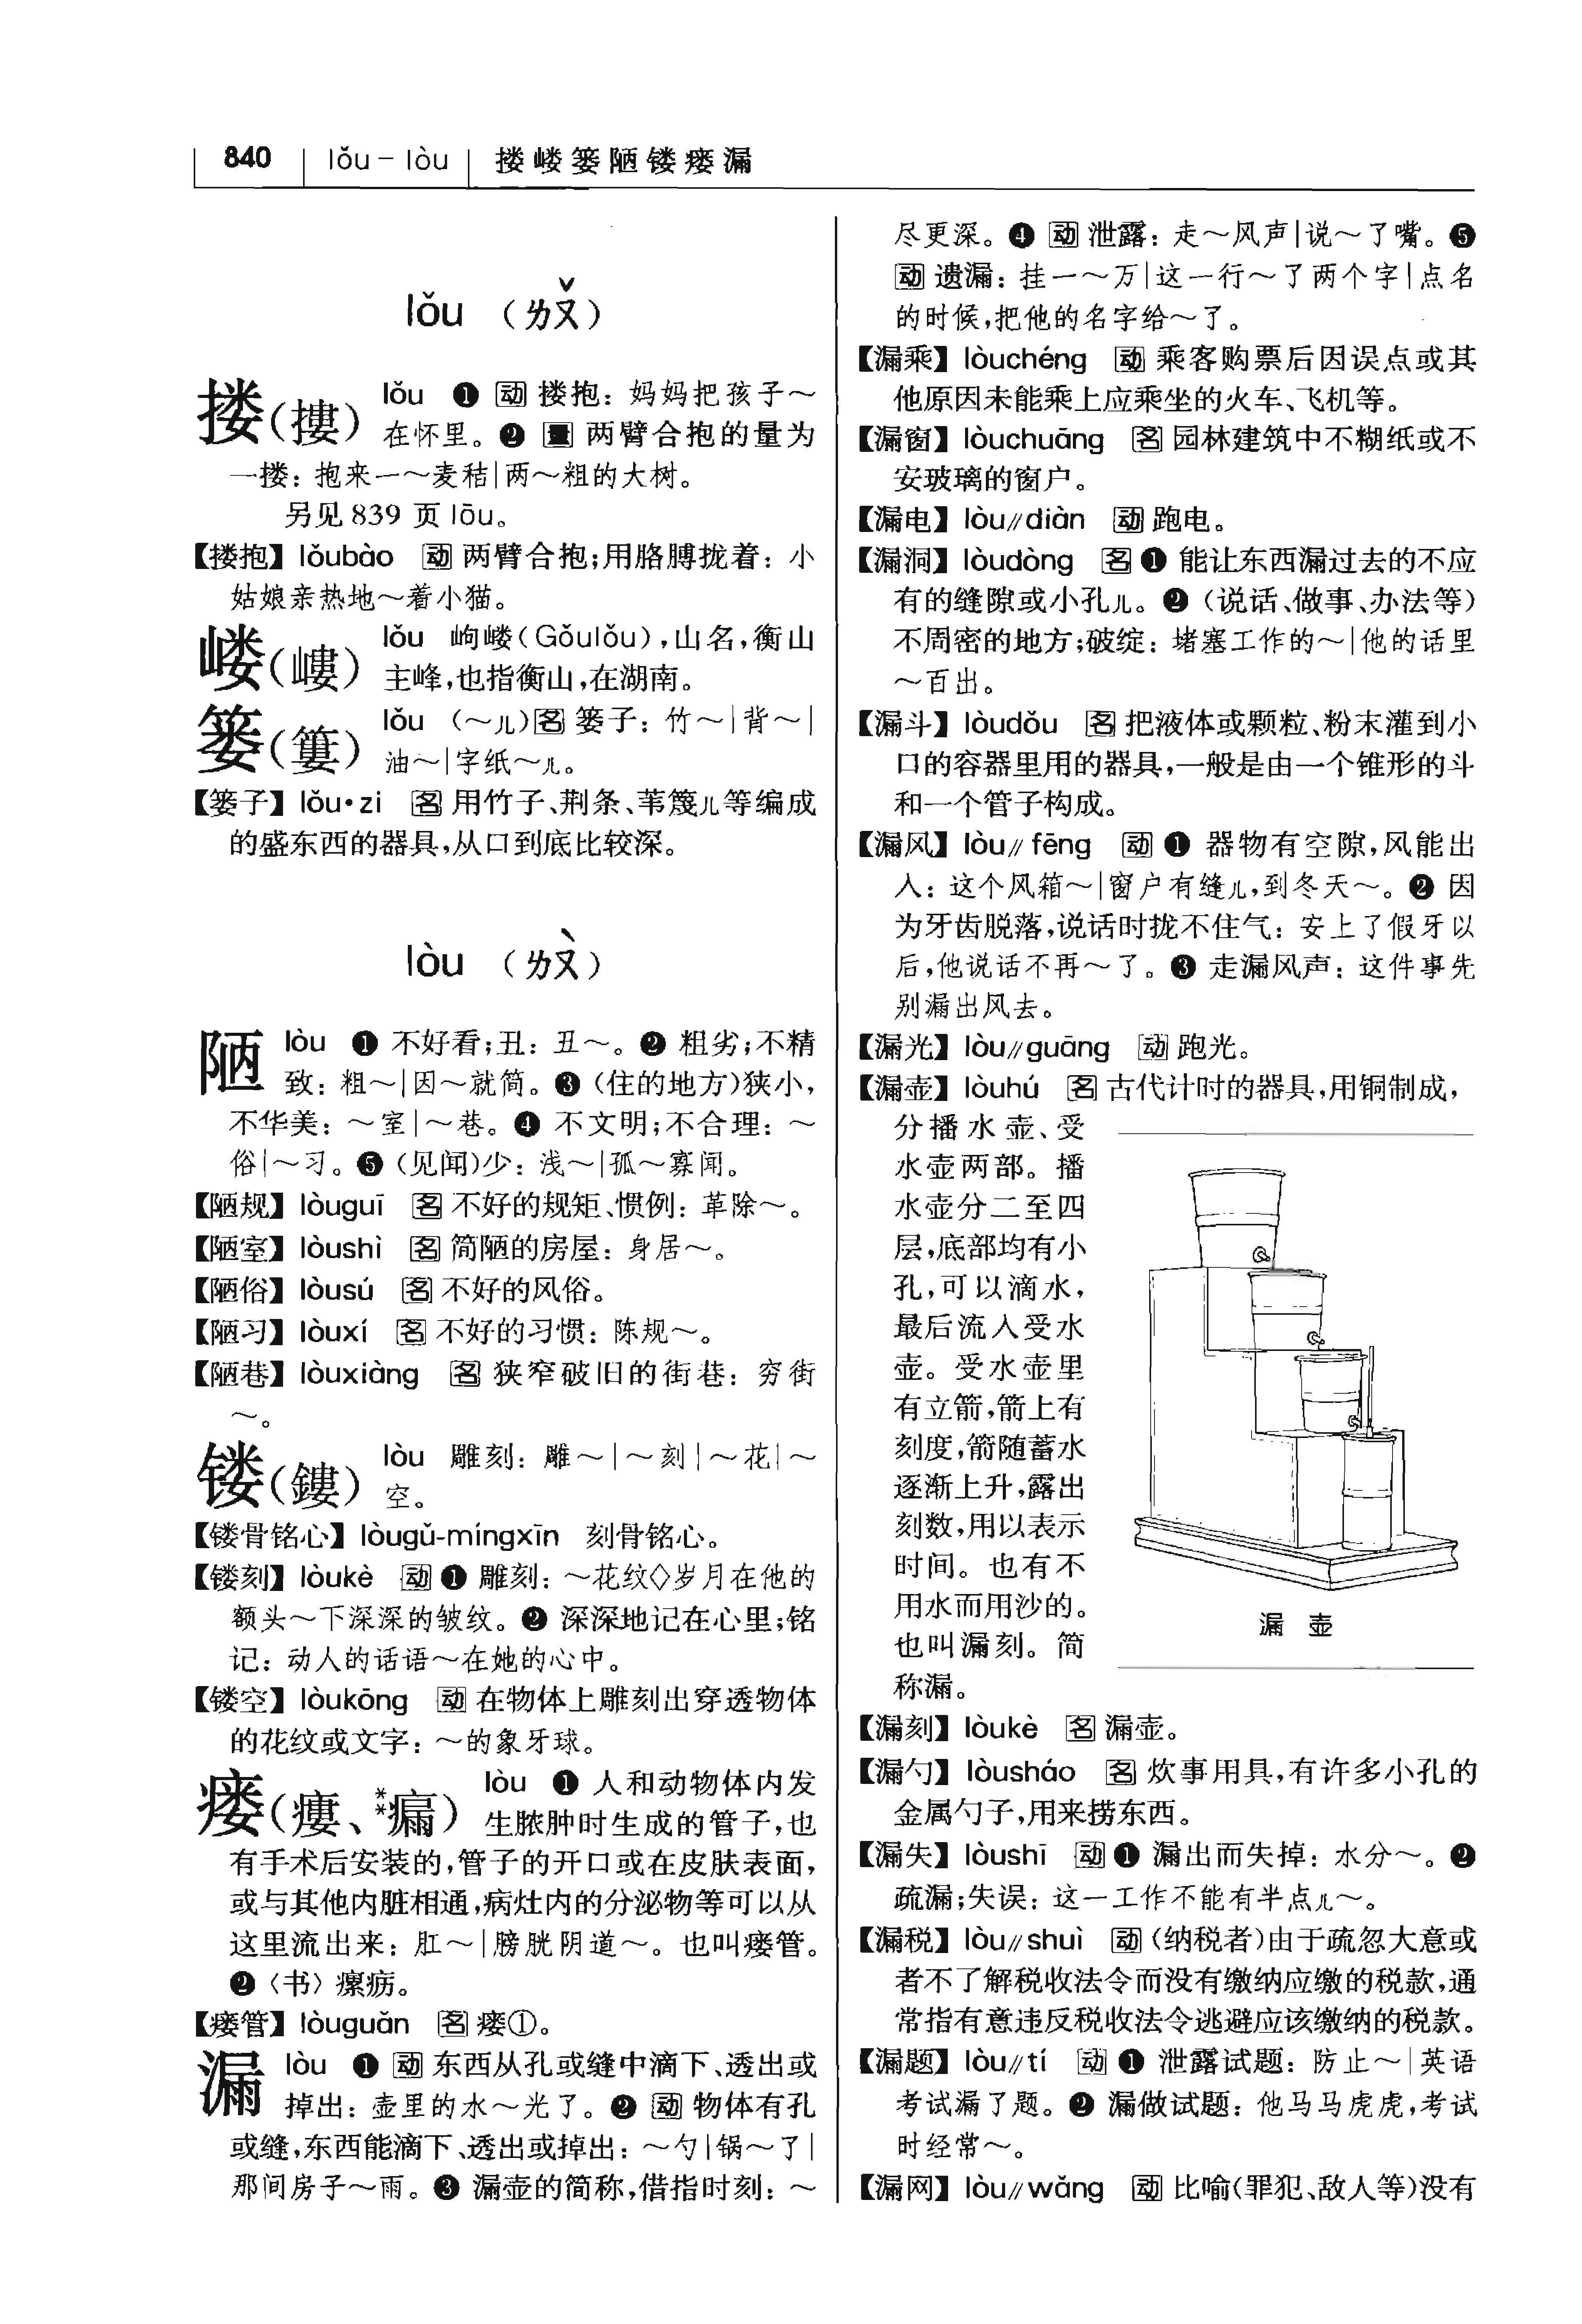 840 lǒu－lòu 搂嵝篓陋镂瘘漏
lǒu （ㄌㄡˇ）
搂（摟） lǒu ❶ 动 搂抱：妈妈把孩子～
在怀里。❷ 量 两臂合抱的量为
一搂：抱来一～麦秸|两～粗的大树。
另见 839 页 lōu。
【搂抱】 lǒubào 动 两臂合抱;用胳膊拢着：小
姑娘亲热地～着小猫。
嵝（嶁） lǒu 岣嵝（Gǒulǒu）,山名,衡山
主峰,也指衡山,在湖南。
篓（簍） lǒu （～儿）名 篓子：竹～|背～|
油～|字纸～儿。
【篓子】 lǒu•zi 名 用竹子、荆条、苇篾儿等编成
的盛东西的器具,从口到底比较深。
lòu （ㄌㄡˋ）
陋 lòu ❶ 不好看;丑：丑～。❷ 粗劣;不精
致：粗～|因～就简。❸（住的地方)狭小,
不华美：～室|～巷。❹ 不文明;不合理：～
俗|～习。❺（见闻)少：浅～|孤～寡闻。
【陋规】 lòuguī 名 不好的规矩、惯例：革除～。
【陋室】 lòushì 名 简陋的房屋：身居～。
【陋俗】 lòusú 名 不好的风俗。
【陋习】 lòuxí 名 不好的习惯：陈规～。
【陋巷】 lòuxiàng 名 狭窄破旧的街巷：穷街
～。
镂（鏤） lòu 雕刻：雕～|～刻|～花|～
空。
【镂骨铭心】 lòugǔ-míngxīn 刻骨铭心。
【镂刻】 lòukè 动 ❶ 雕刻：～花纹◇岁月在他的
额头～下深深的皱纹。❷ 深深地记在心里;铭
记：动人的话语～在她的心中。
【镂空】 lòukōng 动 在物体上雕刻出穿透物体
的花纹或文字：～的象牙球。
瘘（瘻、**瘺） lòu ❶ 人和动物体内发
生脓肿时生成的管子,也
有手术后安装的,管子的开口或在皮肤表面,
或与其他内脏相通,病灶内的分泌物等可以从
这里流出来：肛～|膀胱阴道～。也叫瘘管。
❷〈书〉瘰疬。
【瘘管】 lòuguǎn 名 瘘①。
漏 lòu ❶ 动 东西从孔或缝中滴下、透出或
掉出：壶里的水～光了。❷ 动 物体有孔
或缝,东西能滴下、透出或掉出：～勺|锅～了|
那间房子～雨。❸ 漏壶的简称,借指时刻：～
尽更深。❹ 动 泄露：走～风声|说～了嘴。❺
动 遗漏：挂一～万|这一行～了两个字|点名
的时候,把他的名字给～了。
【漏乘】 lòuchéng 动 乘客购票后因误点或其
他原因未能乘上应乘坐的火车、飞机等。
【漏窗】 lòuchuāng 名 园林建筑中不糊纸或不
安玻璃的窗户。
【漏电】 lòu//diàn 动 跑电。
【漏洞】 lòudòng 名 ❶ 能让东西漏过去的不应
有的缝隙或小孔儿。❷（说话、做事、办法等）
不周密的地方;破绽：堵塞工作的～|他的话里
～百出。
【漏斗】 lòudǒu 名 把液体或颗粒、粉末灌到小
口的容器里用的器具,一般是由一个锥形的斗
和一个管子构成。
【漏风】 lòu//fēng 动 ❶ 器物有空隙,风能出
入：这个风箱～|窗户有缝儿,到冬天～。❷ 因
为牙齿脱落,说话时拢不住气：安上了假牙以
后,他说话不再～了。❸ 走漏风声：这件事先
别漏出风去。
【漏光】 lòu//guāng 动 跑光。
【漏壶】 lòuhú 名 古代计时的器具,用铜制成,
分播水壶、受
水壶两部。播
水壶分二至四
层,底部均有小
孔,可以滴水,
最后流入受水
壶。受水壶里
有立箭,箭上有
刻度,箭随蓄水
逐渐上升,露出
刻数,用以表示
时间。也有不
用水而用沙的。
也叫漏刻。简
称漏。
漏 壶
【漏刻】 lòukè 名 漏壶。
【漏勺】 lòusháo 名 炊事用具,有许多小孔的
金属勺子,用来捞东西。
【漏失】 lòushī 动 ❶ 漏出而失掉：水分～。❷
疏漏;失误：这一工作不能有半点儿～。
【漏税】 lòu//shuì 动（纳税者)由于疏忽大意或
者不了解税收法令而没有缴纳应缴的税款,通
常指有意违反税收法令逃避应该缴纳的税款。
【漏题】 lòu//tí 动 ❶ 泄露试题：防止～|英语
考试漏了题。❷ 漏做试题：他马马虎虎,考试
时经常～。
【漏网】 lòu//wǎng 动 比喻(罪犯、敌人等)没有